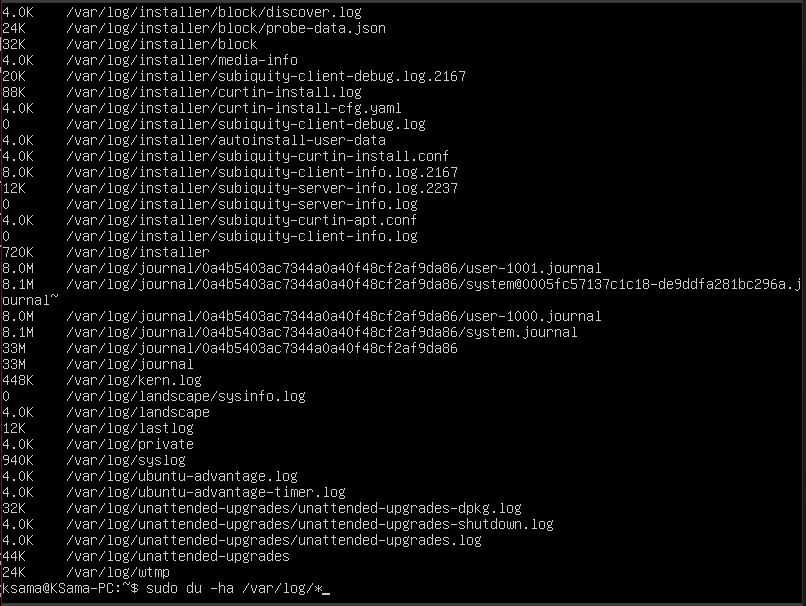 4.0K /var/log/installer/block/discover.log
24K /var/log/installer/block/probe-data.json
32K /var/log/installer/block
4.0K /var/log/installer/media-info
20K /var/log/installer/subiquity-client-debug.log.2167
88K /var/log/installer/curtin-install.log
4.0K /var/log/installer/curtin-install-cfg.yaml
0 /var/log/installer/subiquity-client-debug.log
4.0K /var/log/installer/autoinstall-user-data
4.0K /var/log/installer/subiquity-curtin-install.conf
8.0K /var/log/installer/subiquity-client-info.log.2167
12K /var/log/installer/subiquity-server-info.log.2237
0 /var/log/installer/subiquity-server-info.log
4.0K /var/log/installer/subiquity-curtin-apt.conf
0 /var/log/installer/subiquity-client-info.log
720K /var/log/installer
8.0M /var/log/journal/0a4b5403ac7344a0a40f48cf2af9da86/user-1001.journal
8.1M /var/log/journal/0a4b5403ac7344a0a40f48cf2af9da86/system@0005fc57137c1c18-de9ddfa281bc296a.j
ournal~
8.0M /var/log/journal/0a4b5403ac7344a0a40f48cf2af9da86/user-1000.journal
8.1M /var/log/journal/0a4b5403ac7344a0a40f48cf2af9da86/system.journal
33M /var/log/journal/0a4b5403ac7344a0a40f48cf2af9da86
33M /var/log/journal
448K /var/log/kern.log
0 /var/log/landscape/sysinfo.log
4.0K /var/log/landscape
12K /var/log/lastlog
4.0K /var/log/private
940K /var/log/syslog
4.0K /var/log/ubuntu-advantage.log
4.0K /var/log/ubuntu-advantage-timer.log
32K /var/log/unattended-upgrades/unattended-upgrades-dpkg.log
4.0K /var/log/unattended-upgrades/unattended-upgrades-shutdown.log
4.0K /var/log/unattended-upgrades/unattended-upgrades.log
44K /var/log/unattended-upgrades
24K /var/log/wtmp
ksama@KSama-PC:~$ sudo du -ha /var/log/*_